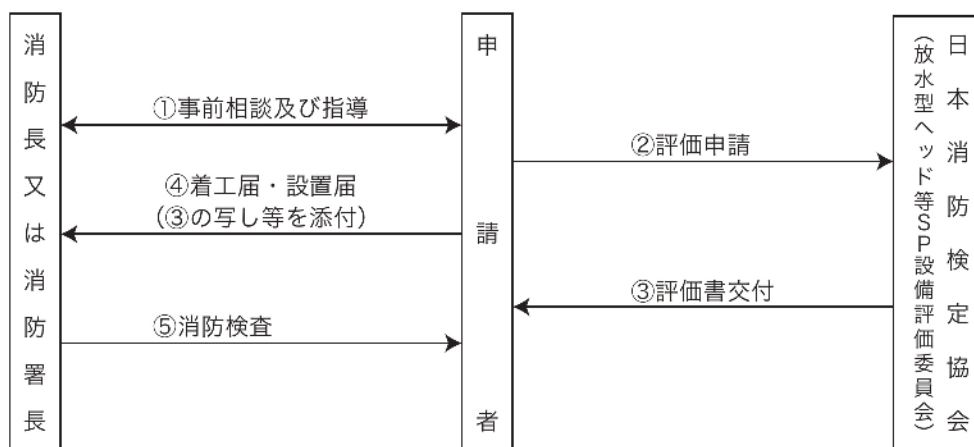 消防長又は消防署長
①事前相談及び指導
④着工届・設置届
（③の写し等を添付）
⑤消防検査
申請者
②評価申請
③評価書交付
日本消防検定協会
（放水型ヘッド等SP設備評価委員会）